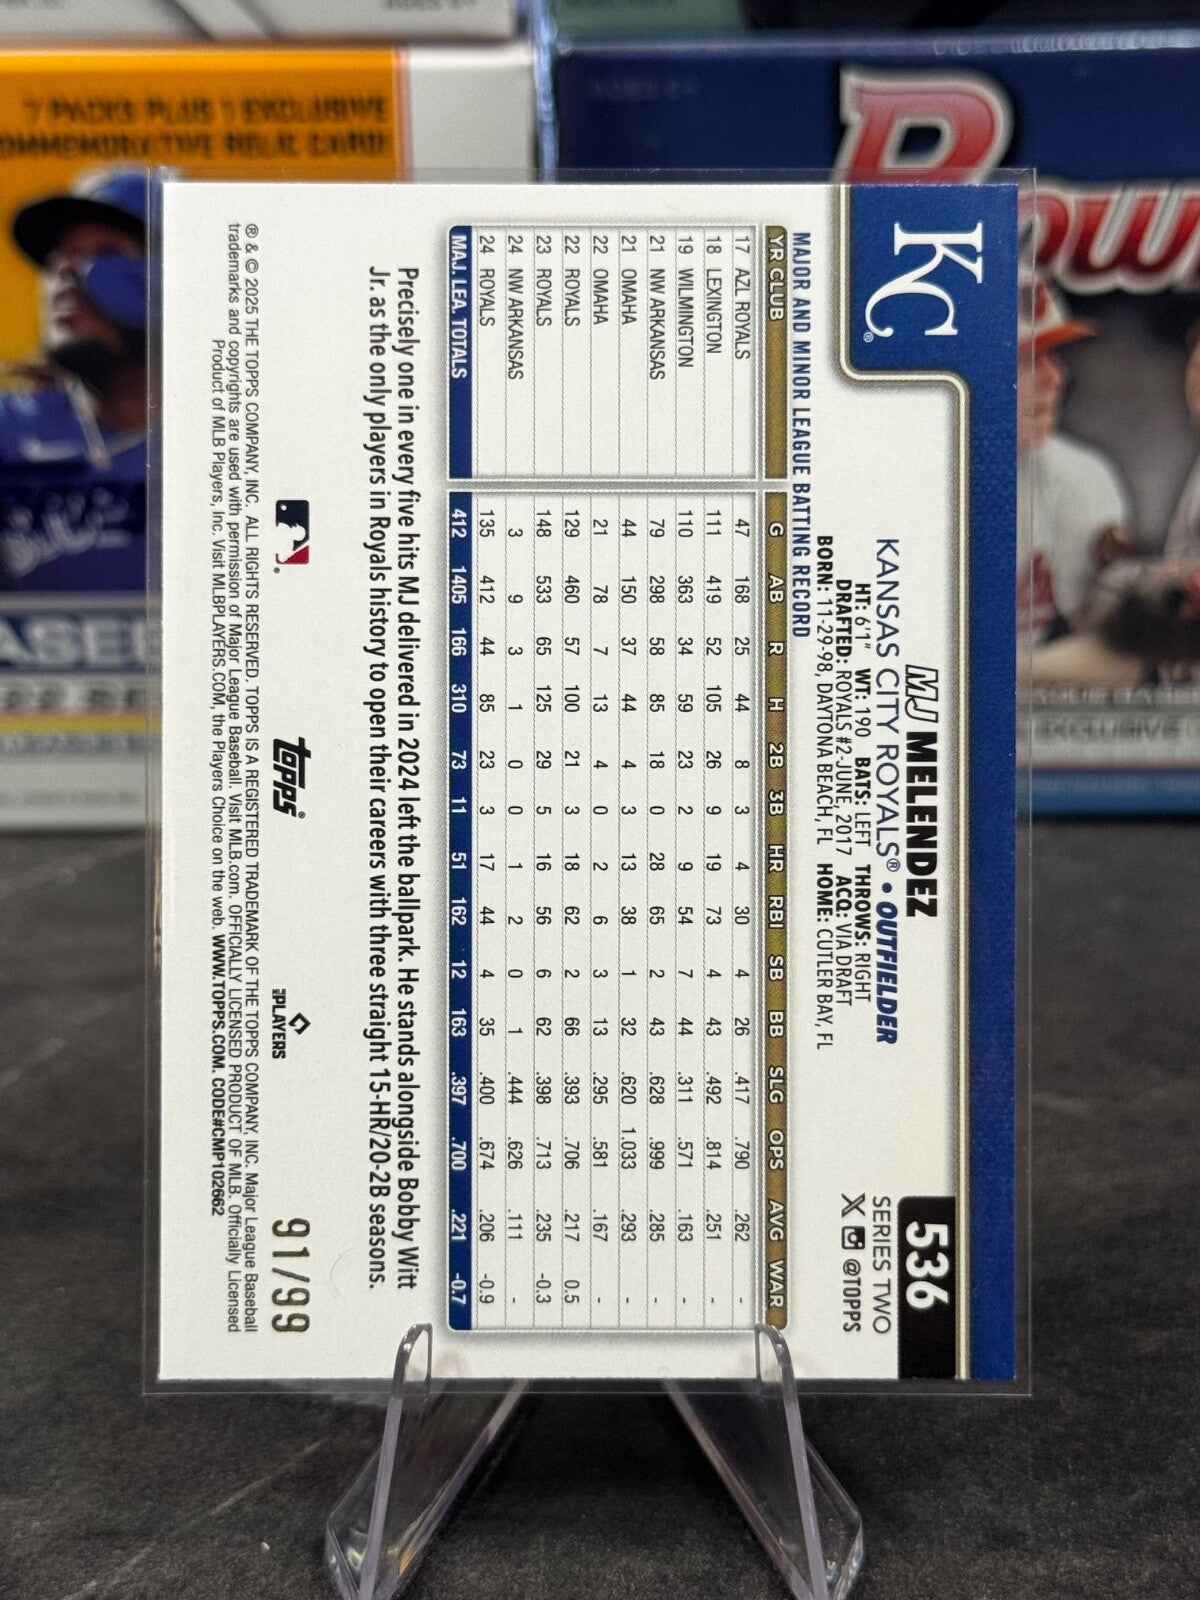 7 PACKS PLUS 1 EXCLUSIVE
COMMEMORATIVE RELIC CARD!
KC®
536
MJ MELENDEZ
KANSAS CITY ROYALS® • OUTFIELDER
SERIES TWO
HT: 6'1" WT: 190 BATS: LEFT THROWS: RIGHT
X @TOPPS
DRAFTED: ROYALS #2-JUNE, 2017 ACQ: VIA DRAFT
BORN: 11-29-98, DAYTONA BEACH, FL HOME: CUTLER BAY, FL
MAJOR AND MINOR LEAGUE BATTING RECORD
YR CLUB G AB R H 2B 3B HR RBI SB BB SLG OPS AVG WAR
17 AZL ROYALS 47 168 25 44 8 3 4 30 4 26 .417 .790 .262 -
18 LEXINGTON 111 419 52 105 26 9 19 73 4 43 .492 .814 .251 -
19 WILMINGTON 110 363 34 59 23 2 9 54 7 44 .311 .571 .163 -
21 NW ARKANSAS 79 298 58 85 18 0 28 65 2 43 .628 .999 .285 -
21 OMAHA 44 150 37 44 4 3 13 38 1 32 .620 1.033 .293 -
22 OMAHA 21 78 7 13 4 0 2 6 3 13 .295 .581 .167 -
22 ROYALS 129 460 57 100 21 3 18 62 2 66 .393 .706 .217 0.5
23 ROYALS 148 533 65 125 29 5 16 56 6 62 .398 .713 .235 -0.3
24 NW ARKANSAS 3 9 3 1 0 0 1 2 0 1 .444 .626 .111 -
24 ROYALS 135 412 44 85 23 3 17 44 4 35 .400 .674 .206 -0.9
MAJ. LEA. TOTALS 412 1405 166 310 73 11 51 162 12 163 .397 .700 .221 -0.7
Precisely one in every five hits MJ delivered in 2024 left the ballpark. He stands alongside Bobby Witt
Jr. as the only players in Royals history to open their careers with three straight 15-HR/20-2B seasons.
topps®
PLAYERS
91/99
® & © 2025 THE TOPPS COMPANY, INC. ALL RIGHTS RESERVED. TOPPS IS A REGISTERED TRADEMARK OF THE TOPPS COMPANY, INC. Major League Baseball
trademarks and copyrights are used with permission of Major League Baseball. Visit MLB.com. OFFICIALLY LICENSED PRODUCT OF MLB. Officially Licensed
Product of MLB Players, Inc. Visit MLBPLAYERS.COM, the Players Choice on the web. WWW.TOPPS.COM. CODE#CMP102662